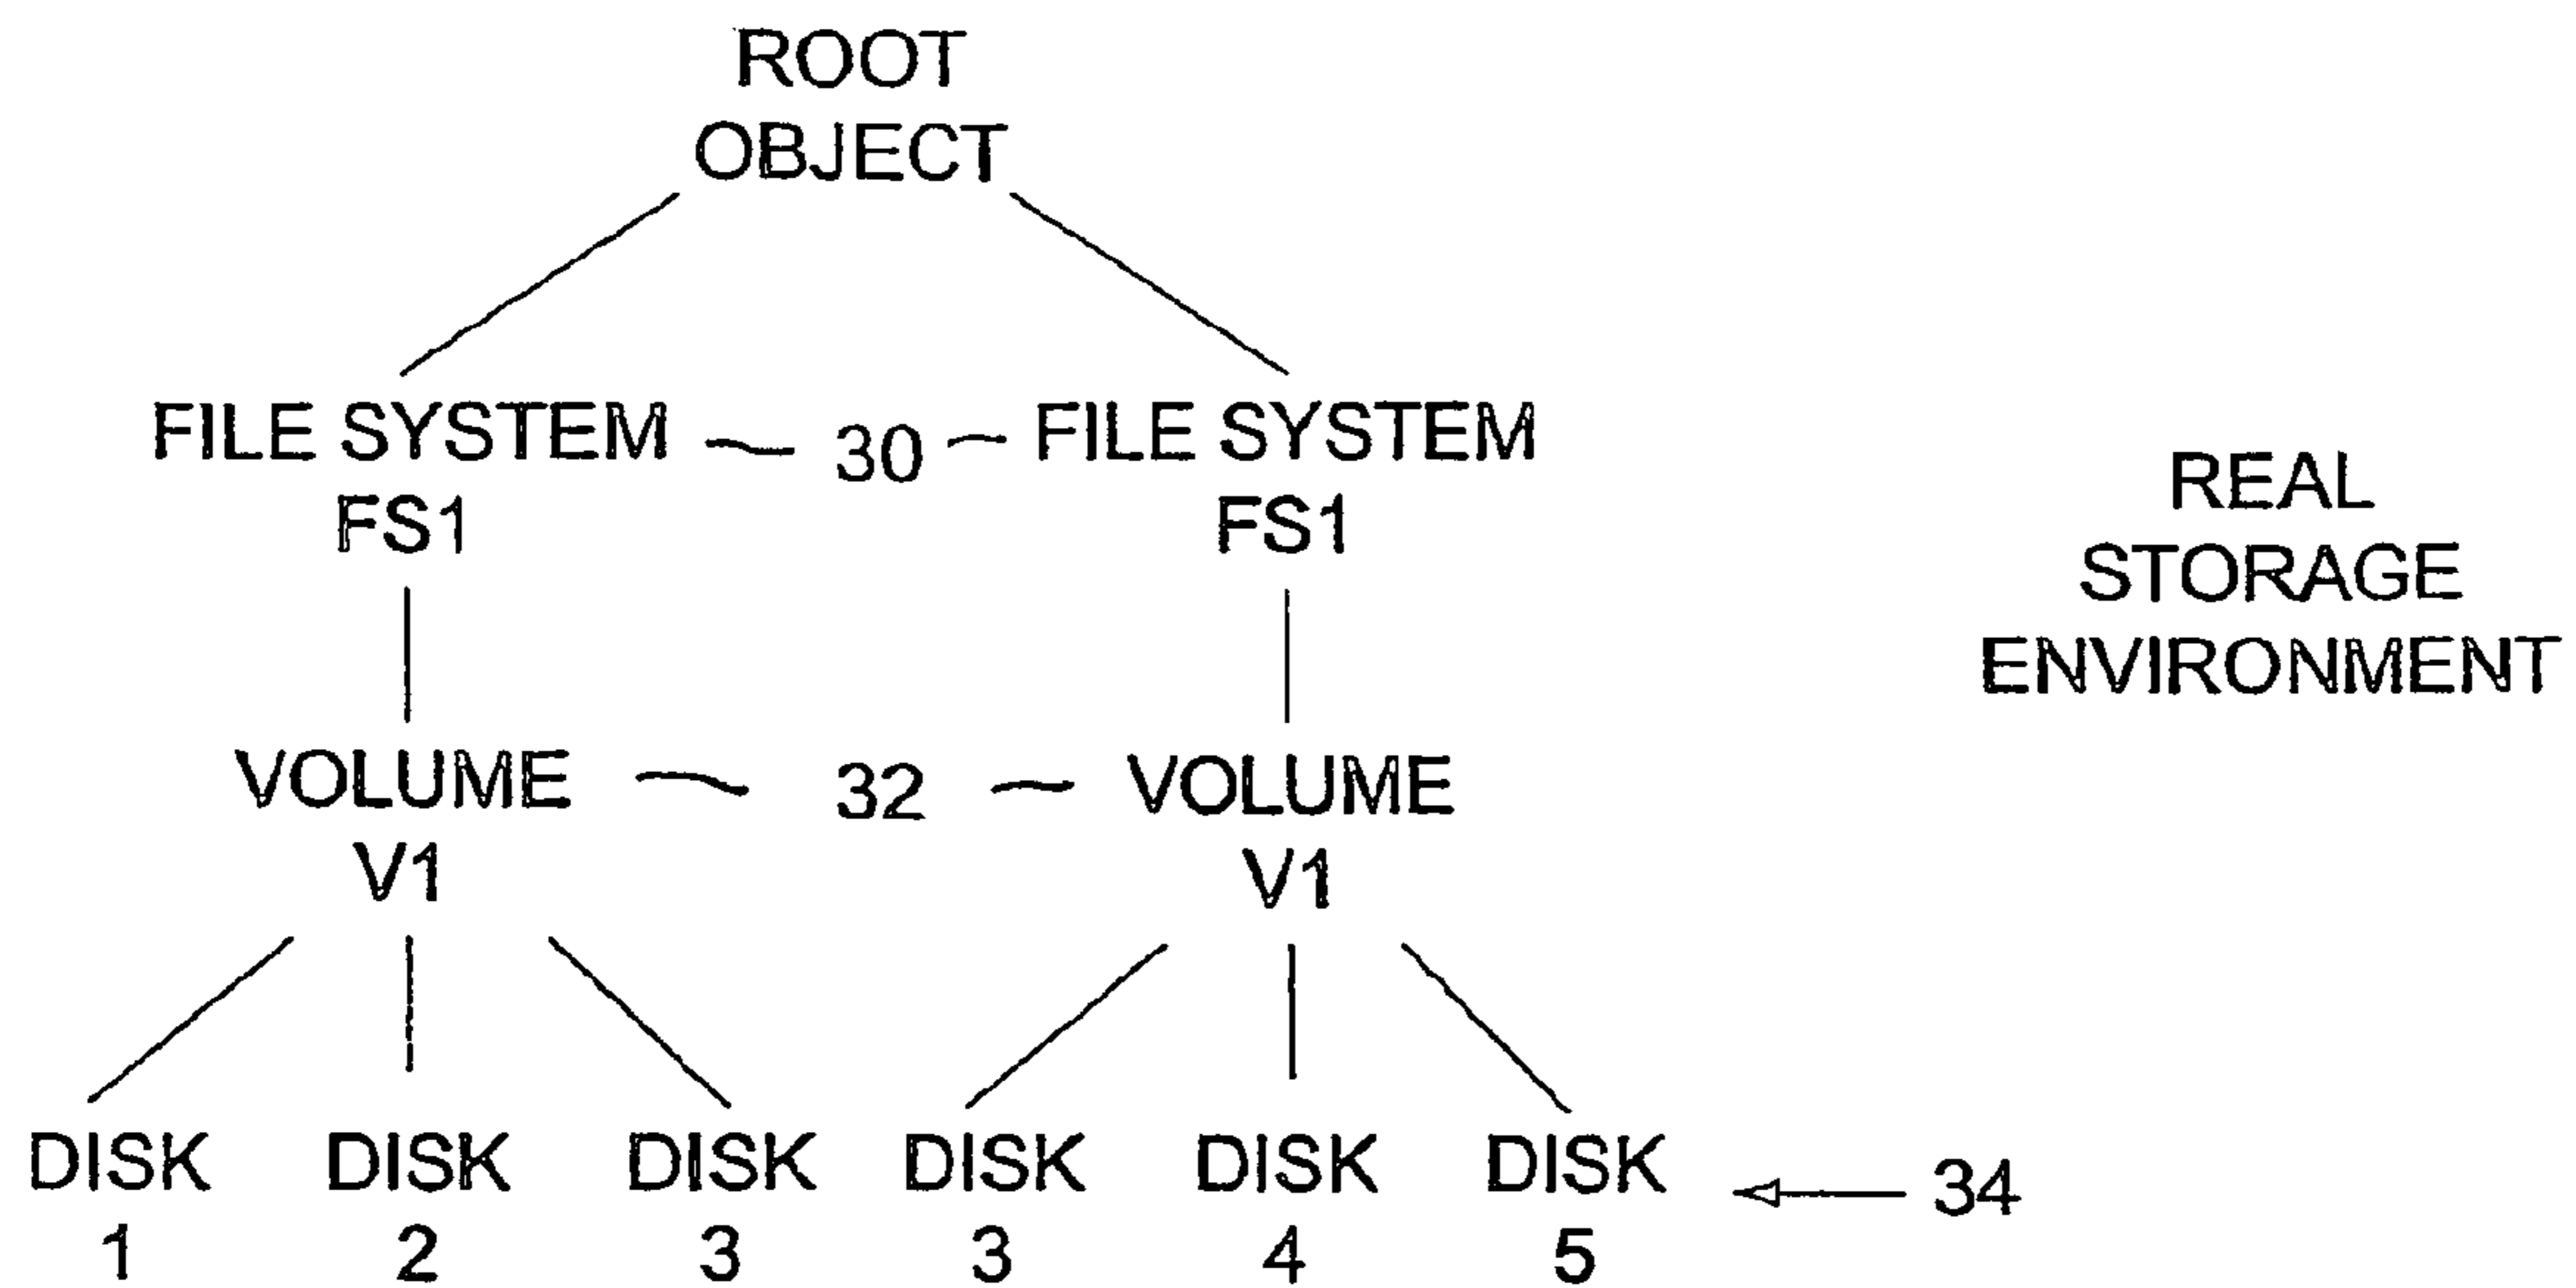 ROOT
OBJECT
FILE SYSTEM 30 FILE SYSTEM
FS1 FS1
REAL
STORAGE
ENVIRONMENT
VOLUME 32 VOLUME
V1 V1
DISK DISK DISK DISK DISK DISK 34
1 2 3 3 4 5